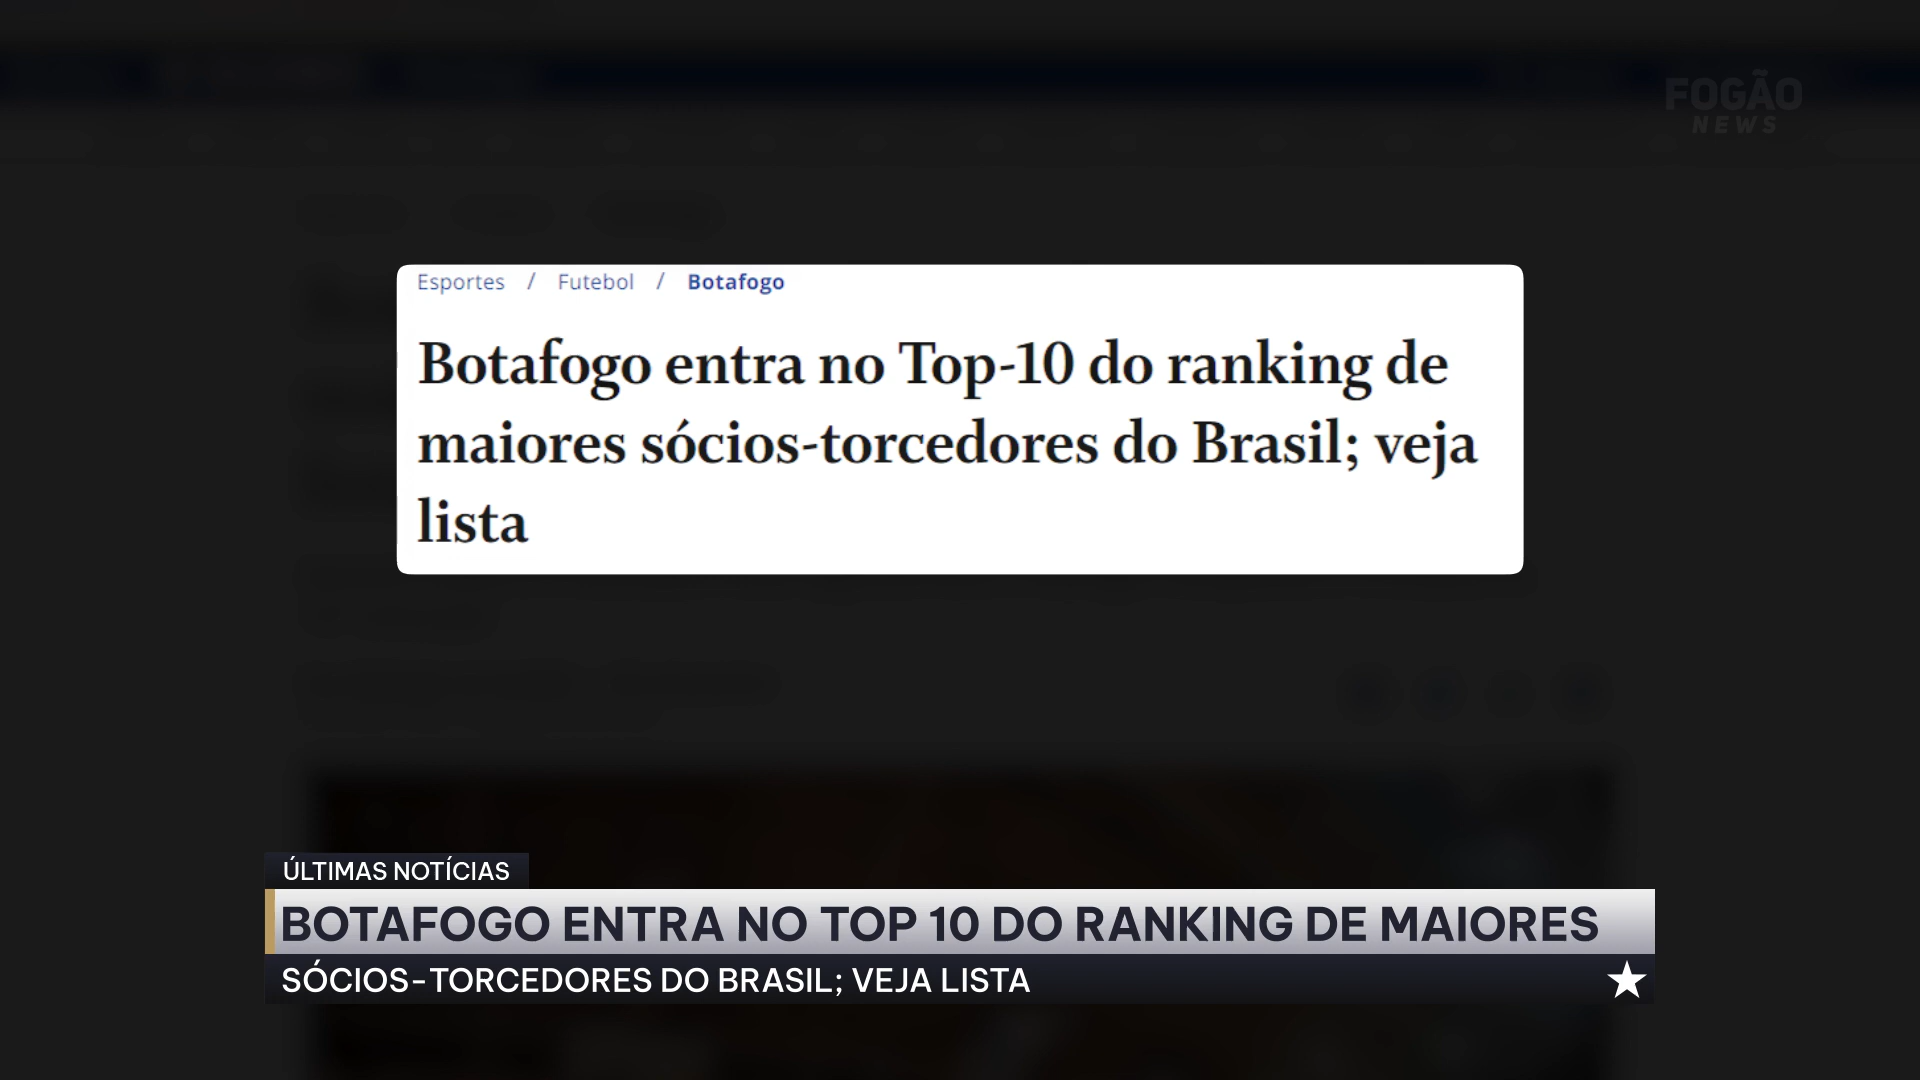 FOGÃO
NEWS
Esportes / Futebol / Botafogo
Botafogo entra no Top-10 do ranking de
maiores sócios-torcedores do Brasil; veja
lista
ÚLTIMAS NOTÍCIAS
BOTAFOGO ENTRA NO TOP 10 DO RANKING DE MAIORES
SÓCIOS-TORCEDORES DO BRASIL; VEJA LISTA